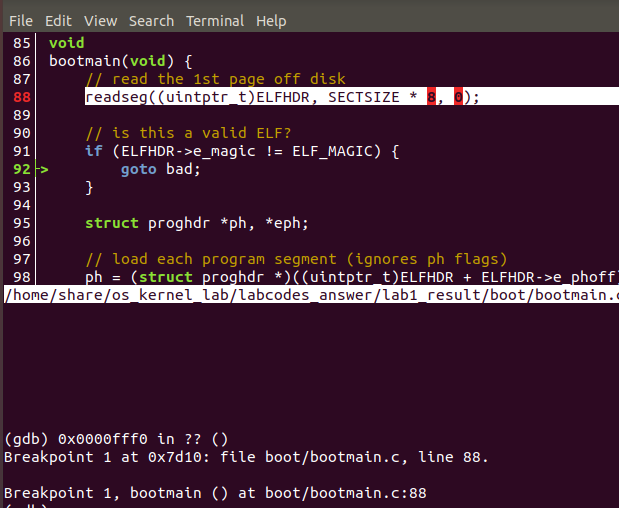 File Edit View Search Terminal Help
85 void
86 bootmain(void) {
87 // read the 1st page off disk
88 readseg((uintptr_t)ELFHDR, SECTSIZE * 8, 0);
89
90 // is this a valid ELF?
91 if (ELFHDR->e_magic != ELF_MAGIC) {
92-> goto bad;
93 }
94
95 struct proghdr *ph, *eph;
96
97 // load each program segment (ignores ph flags)
98 ph = (struct proghdr *)((uintptr_t)ELFHDR + ELFHDR->e_phoff)
/home/share/os_kernel_lab/labcodes_answer/lab1_result/boot/bootmain.c
(gdb) 0x0000fff0 in ?? ()
Breakpoint 1 at 0x7d10: file boot/bootmain.c, line 88.
Breakpoint 1, bootmain () at boot/bootmain.c:88
(gdb)